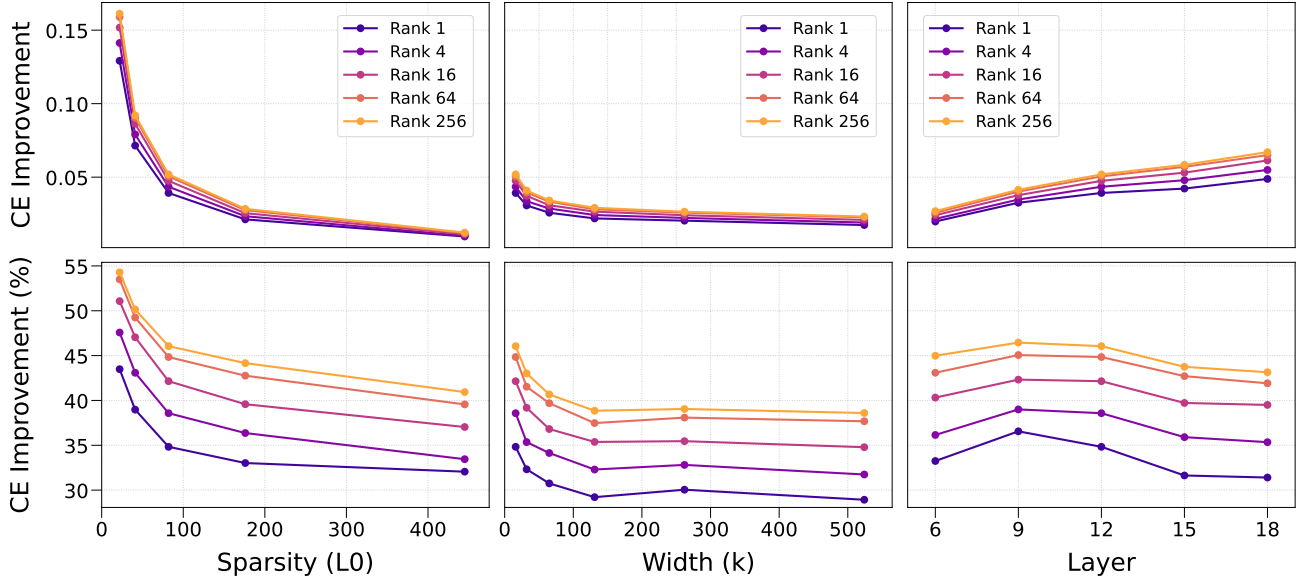 CE Improvement
0.15
0.10
0.05
Rank 1
Rank 4
Rank 16
Rank 64
Rank 256
Rank 1
Rank 4
Rank 16
Rank 64
Rank 256
Rank 1
Rank 4
Rank 16
Rank 64
Rank 256
CE Improvement (%)
55
50
45
40
35
30
0 100 200 300 400
Sparsity (L0)
0 100 200 300 400 500
Width (k)
6 9 12 15 18
Layer